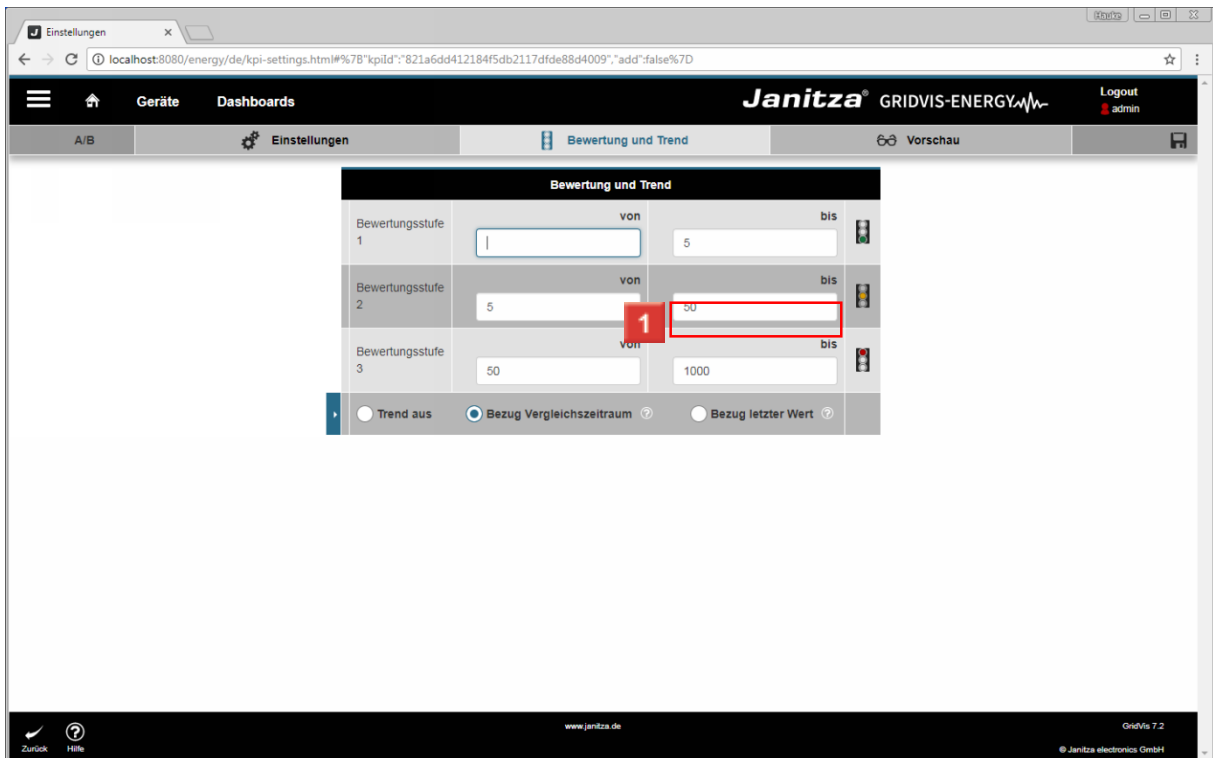 Hauke
Einstellungen
localhost:8080/energy/de/kpi-settings.html#%7B"kpiId":"821a6dd412184f5db2117dfde88d4009","add":false%7D
Geräte Dashboards Janitza® GRIDVIS-ENERGY Logout
admin
A/B Einstellungen Bewertung und Trend Vorschau
Bewertung und Trend
von bis
Bewertungsstufe
1 5
von bis
Bewertungsstufe
2 5 50
1
von bis
Bewertungsstufe
3 50 1000
Trend aus Bezug Vergleichszeitraum ? Bezug letzter Wert ?
www.janitza.de GridVis 7.2
Zurück Hilfe © Janitza electronics GmbH